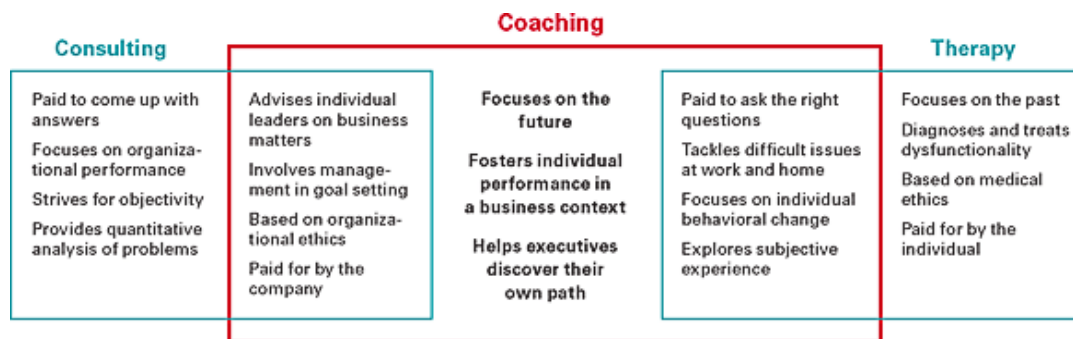 Coaching
Consulting
Therapy
Paid to come up with
answers
Focuses on organiza-
tional performance
Strives for objectivity
Provides quantitative
analysis of problems
Advises individual
leaders on business
matters
Involves manage-
ment in goal setting
Based on organiza-
tional ethics
Paid for by the
company
Focuses on the
future
Fosters individual
performance in
a business context
Helps executives
discover their
own path
Paid to ask the right
questions
Tackles difficult issues
at work and home
Focuses on individual
behavioral change
Explores subjective
experience
Focuses on the past
Diagnoses and treats
dysfunctionality
Based on medical
ethics
Paid for by the
individual